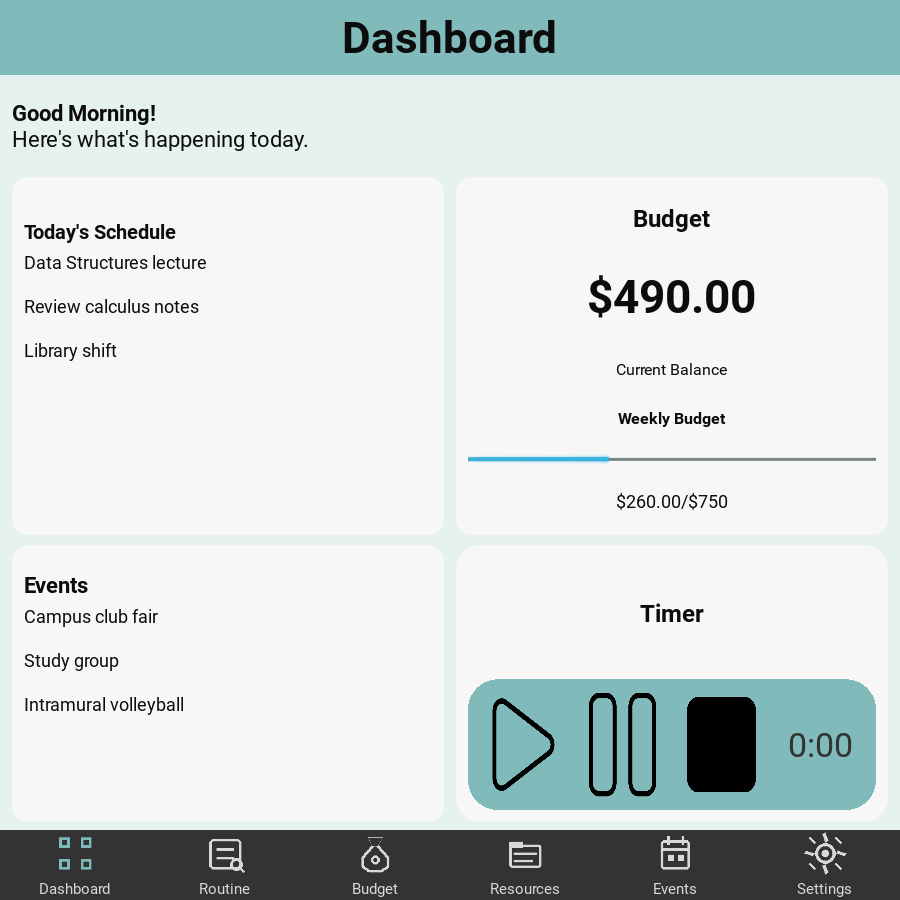 Dashboard
Good Morning!
Here's what's happening today.
Today's Schedule
Data Structures lecture
Review calculus notes
Library shift
Budget
$490.00
Current Balance
Weekly Budget
$260.00/$750
Events
Campus club fair
Study group
Intramural volleyball
Timer
0:00
Dashboard
Routine
Budget
Resources
Events
Settings